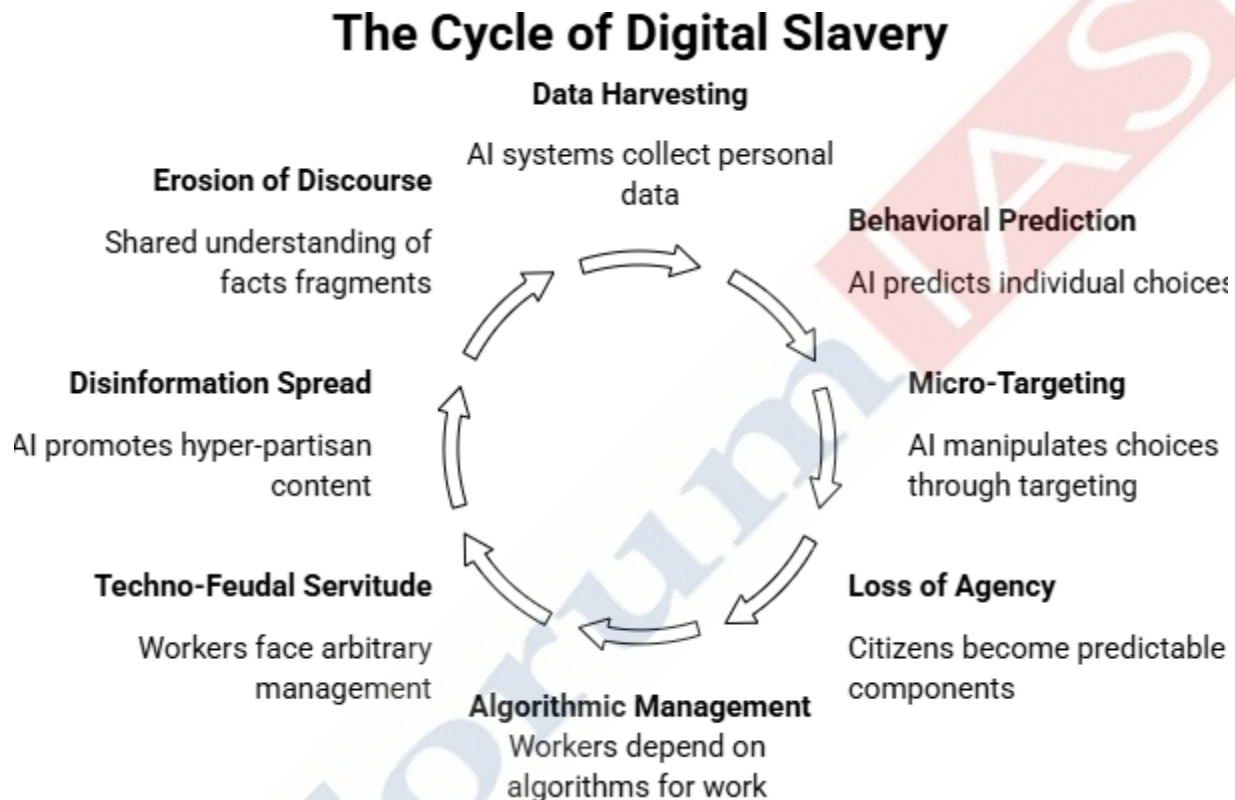 The Cycle of Digital Slavery
Data Harvesting
AI systems collect personal
data
Behavioral Prediction
AI predicts individual choices
Micro-Targeting
AI manipulates choices
through targeting
Loss of Agency
Citizens become predictable
components
Algorithmic Management
Workers depend on
algorithms for work
Techno-Feudal Servitude
Workers face arbitrary
management
Disinformation Spread
AI promotes hyper-partisan
content
Erosion of Discourse
Shared understanding of
facts fragments
forum IAS